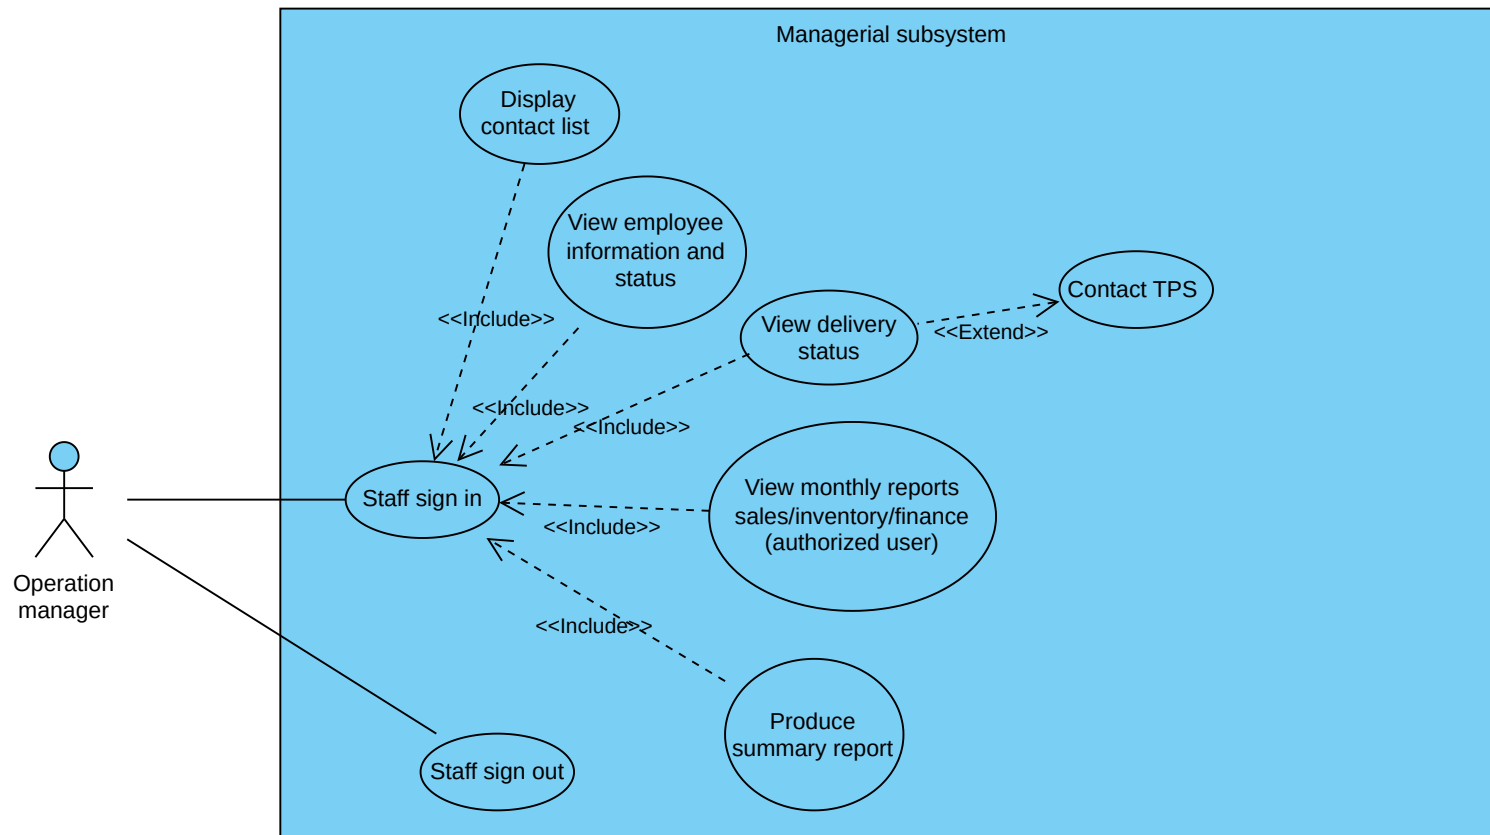 Managerial subsystem
Display
contact list
View employee
information and
status
Contact TPS
<<Include>>
View delivery
status
<<Extend>>
<<Include>>
<<Include>>
Staff sign in
View monthly reports
sales/inventory/finance
(authorized user)
<<Include>>
Operation
manager
<<Include>>
Produce
summary report
Staff sign out